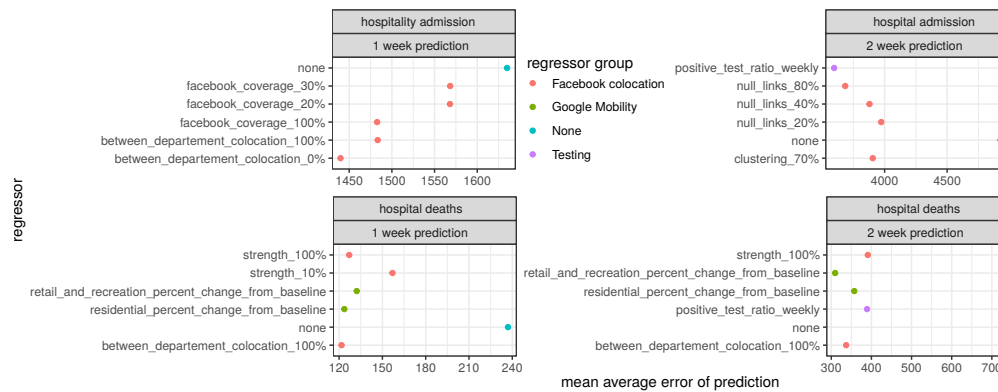 hospitality admission
1 week prediction
none
facebook_coverage_30%
facebook_coverage_20%
facebook_coverage_100%
between_departement_colocation_100%
between_departement_colocation_0%
1450 1500 1550 1600
regressor group
Facebook colocation
Google Mobility
None
Testing
hospital admission
2 week prediction
positive_test_ratio_weekly
null_links_80%
null_links_40%
null_links_20%
none
clustering_70%
4000 4500
regressor
hospital deaths
1 week prediction
strength_100%
strength_10%
retail_and_recreation_percent_change_from_baseline
residential_percent_change_from_baseline
none
between_departement_colocation_100%
120 150 180 210 240
hospital deaths
2 week prediction
strength_100%
retail_and_recreation_percent_change_from_baseline
residential_percent_change_from_baseline
positive_test_ratio_weekly
none
between_departement_colocation_100%
300 400 500 600 700
mean average error of prediction